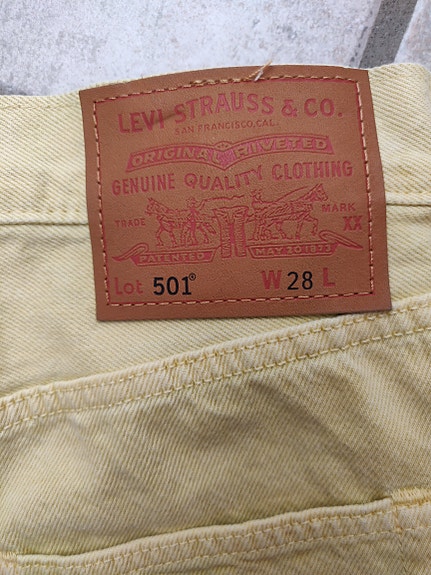 LEVI STRAUSS & CO.
SAN FRANCISCO, CAL.
ORIGINAL RIVETED
GENUINE QUALITY CLOTHING
TRADE MARK
XX
PATENTED MAY 20 1873
Lot 501® W 28 L